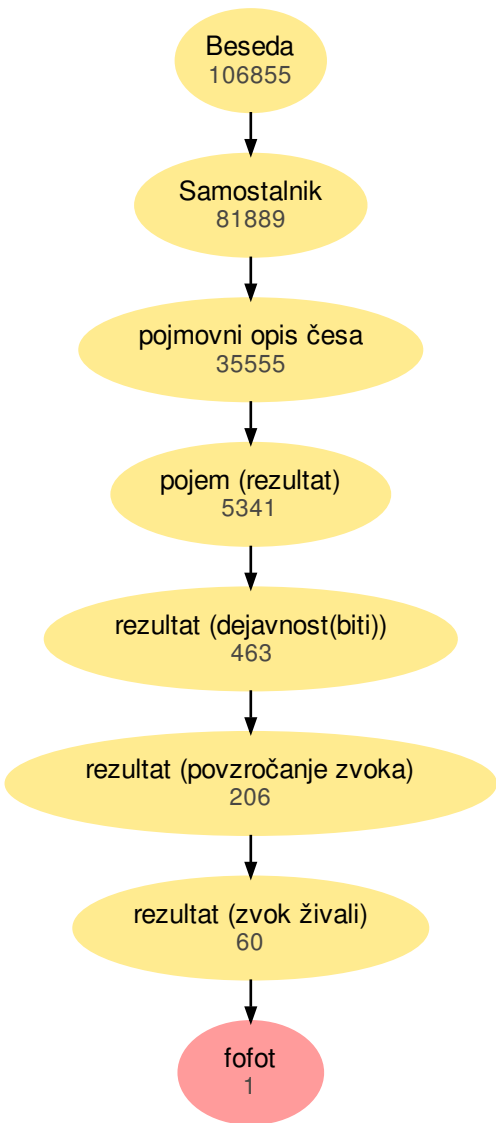 Beseda
106855
Samostalnik
81889
pojmovni opis česa
35555
pojem (rezultat)
5341
rezultat (dejavnost(biti))
463
rezultat (povzročanje zvoka)
206
rezultat (zvok živali)
60
fofot
1